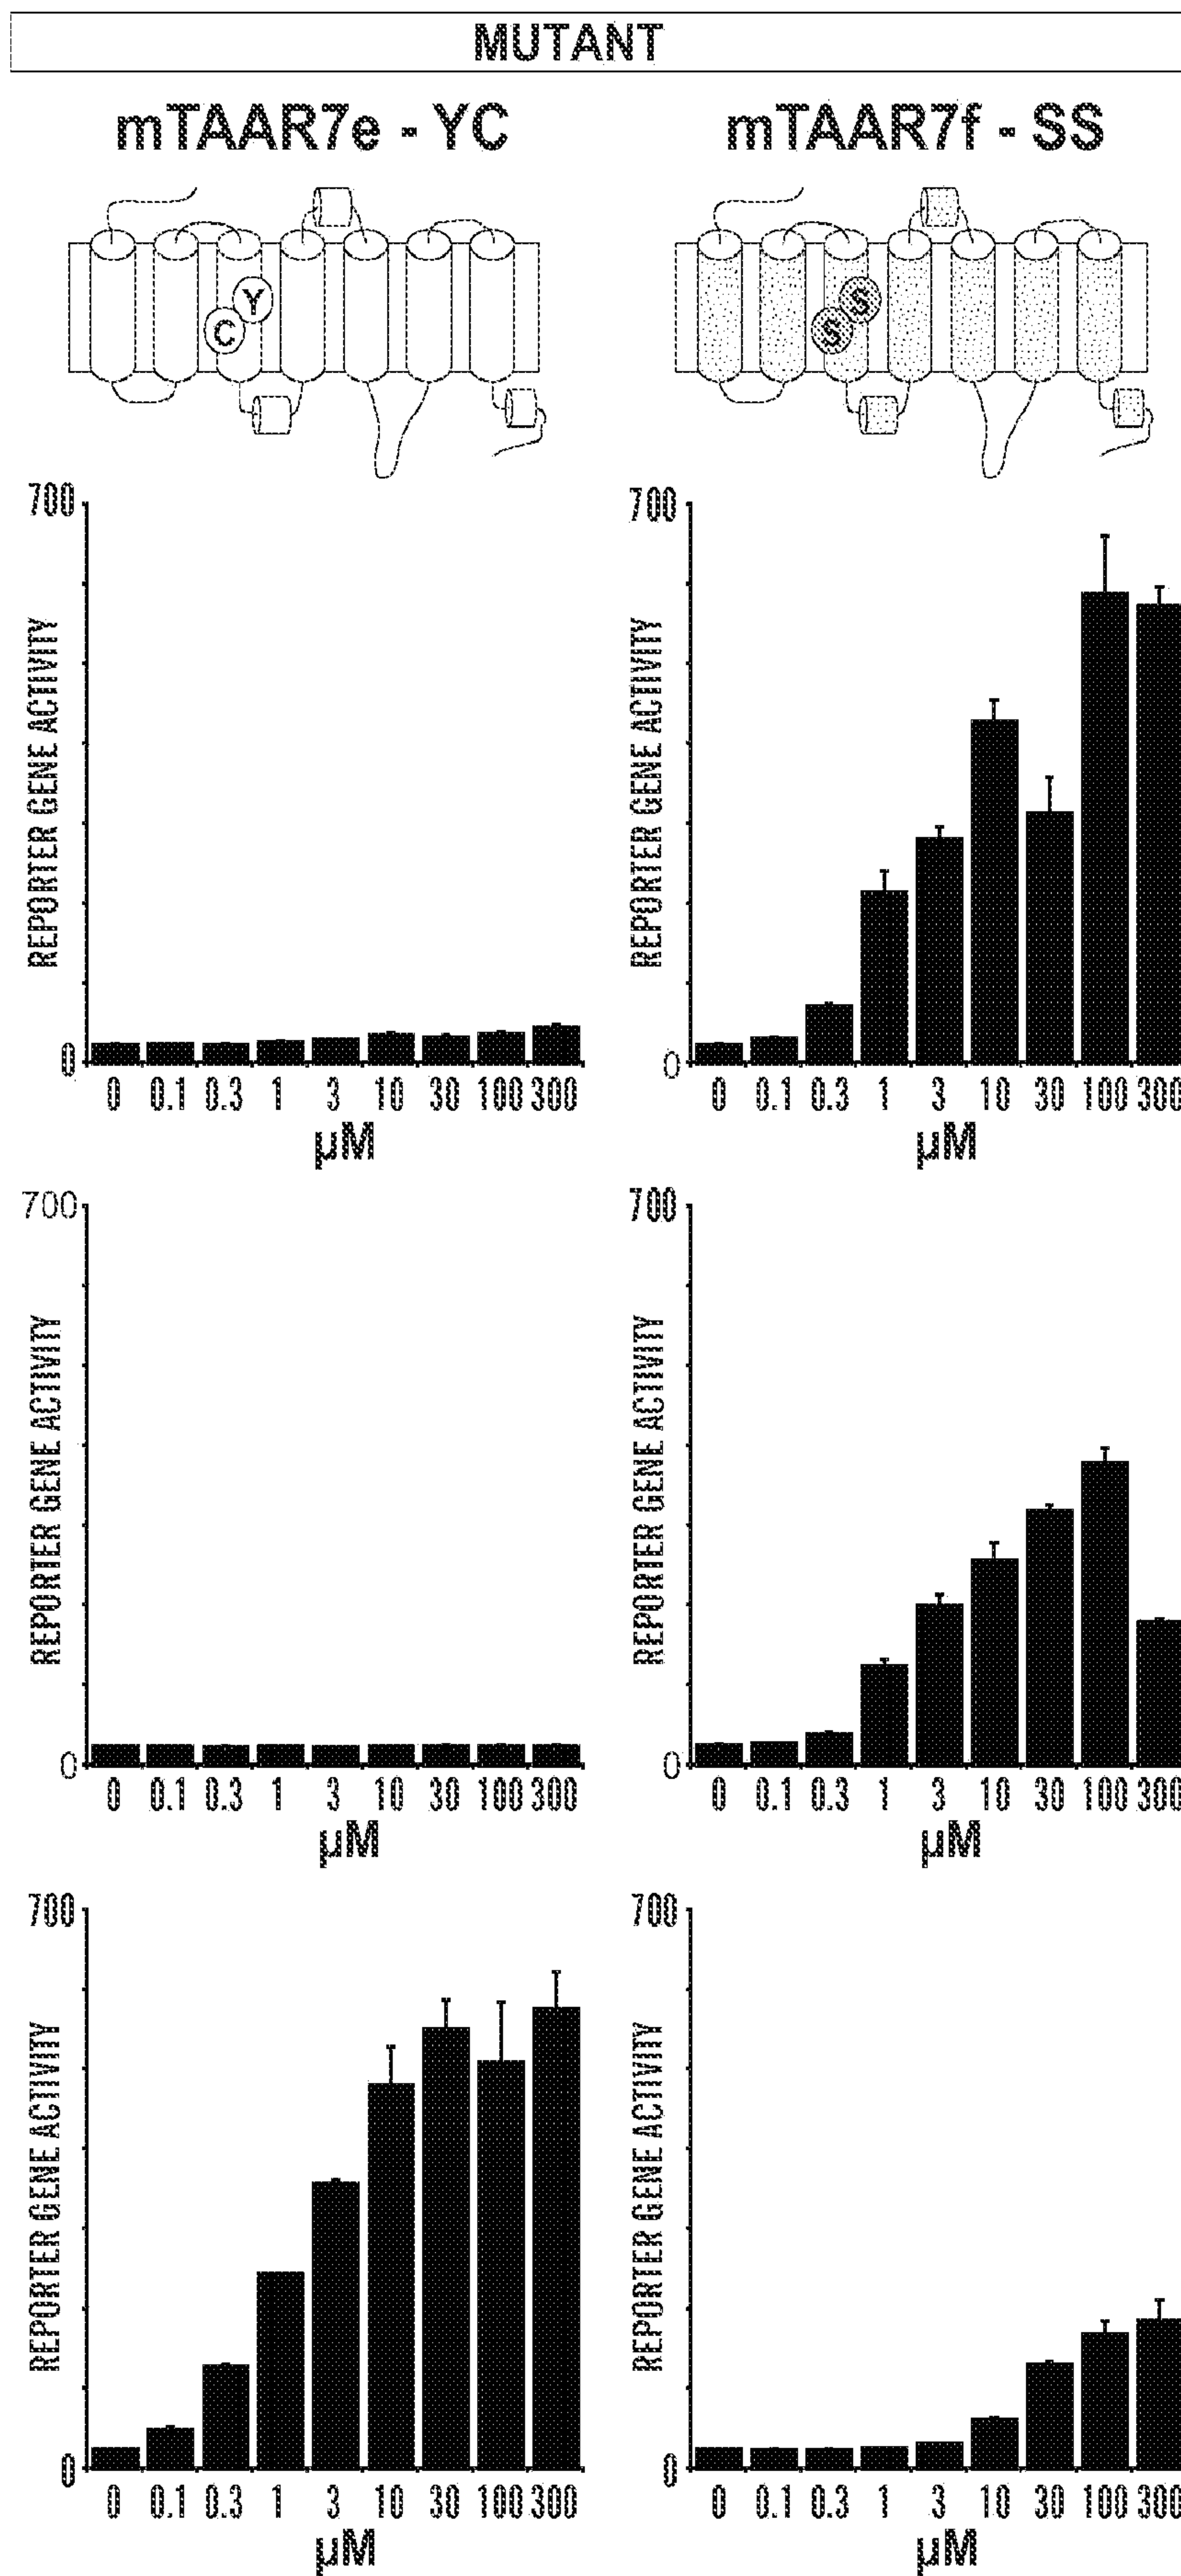 MUTANT
mTAAR7e - YC
mTAAR7f - SS
Y
C
S
S
700
REPORTER GENE ACTIVITY
0
0 0.1 0.3 1 3 10 30 100 300
µM
700
REPORTER GENE ACTIVITY
0
0 0.1 0.3 1 3 10 30 100 300
µM
700
REPORTER GENE ACTIVITY
0
0 0.1 0.3 1 3 10 30 100 300
µM
700
REPORTER GENE ACTIVITY
0
0 0.1 0.3 1 3 10 30 100 300
µM
700
REPORTER GENE ACTIVITY
0
0 0.1 0.3 1 3 10 30 100 300
µM
700
REPORTER GENE ACTIVITY
0
0 0.1 0.3 1 3 10 30 100 300
µM